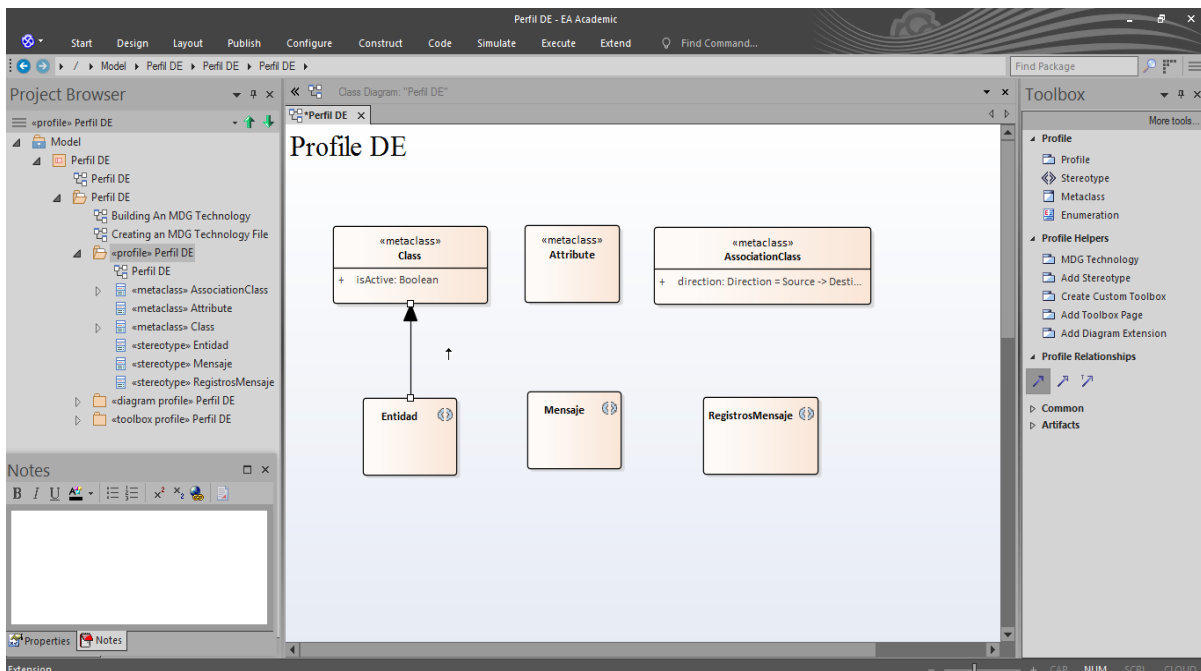 Perfil DE - EA Academic
Start Design Layout Publish Configure Construct Code Simulate Execute Extend Find Command...
/ Model Perfil DE Perfil DE Perfil DE
Find Package
Project Browser
«profile» Perfil DE
Model
Perfil DE
Perfil DE
Perfil DE
Building An MDG Technology
Creating an MDG Technology File
«profile» Perfil DE
Perfil DE
«metaclass» AssociationClass
«metaclass» Attribute
«metaclass» Class
«stereotype» Entidad
«stereotype» Mensaje
«stereotype» RegistrosMensaje
«diagram profile» Perfil DE
«toolbox profile» Perfil DE
Notes
B I U x² x₂
Properties Notes
Class Diagram: "Perfil DE"
*Perfil DE
Profile DE
«metaclass»
Class
+ isActive: Boolean
«metaclass»
Attribute
«metaclass»
AssociationClass
+ direction: Direction = Source -> Desti...
Entidad
Mensaje
RegistrosMensaje
Toolbox
More tools...
Profile
Profile
Stereotype
Metaclass
Enumeration
Profile Helpers
MDG Technology
Add Stereotype
Create Custom Toolbox
Add Toolbox Page
Add Diagram Extension
Profile Relationships
Common
Artifacts
Extension
CAP NUM SCRL CLOUD